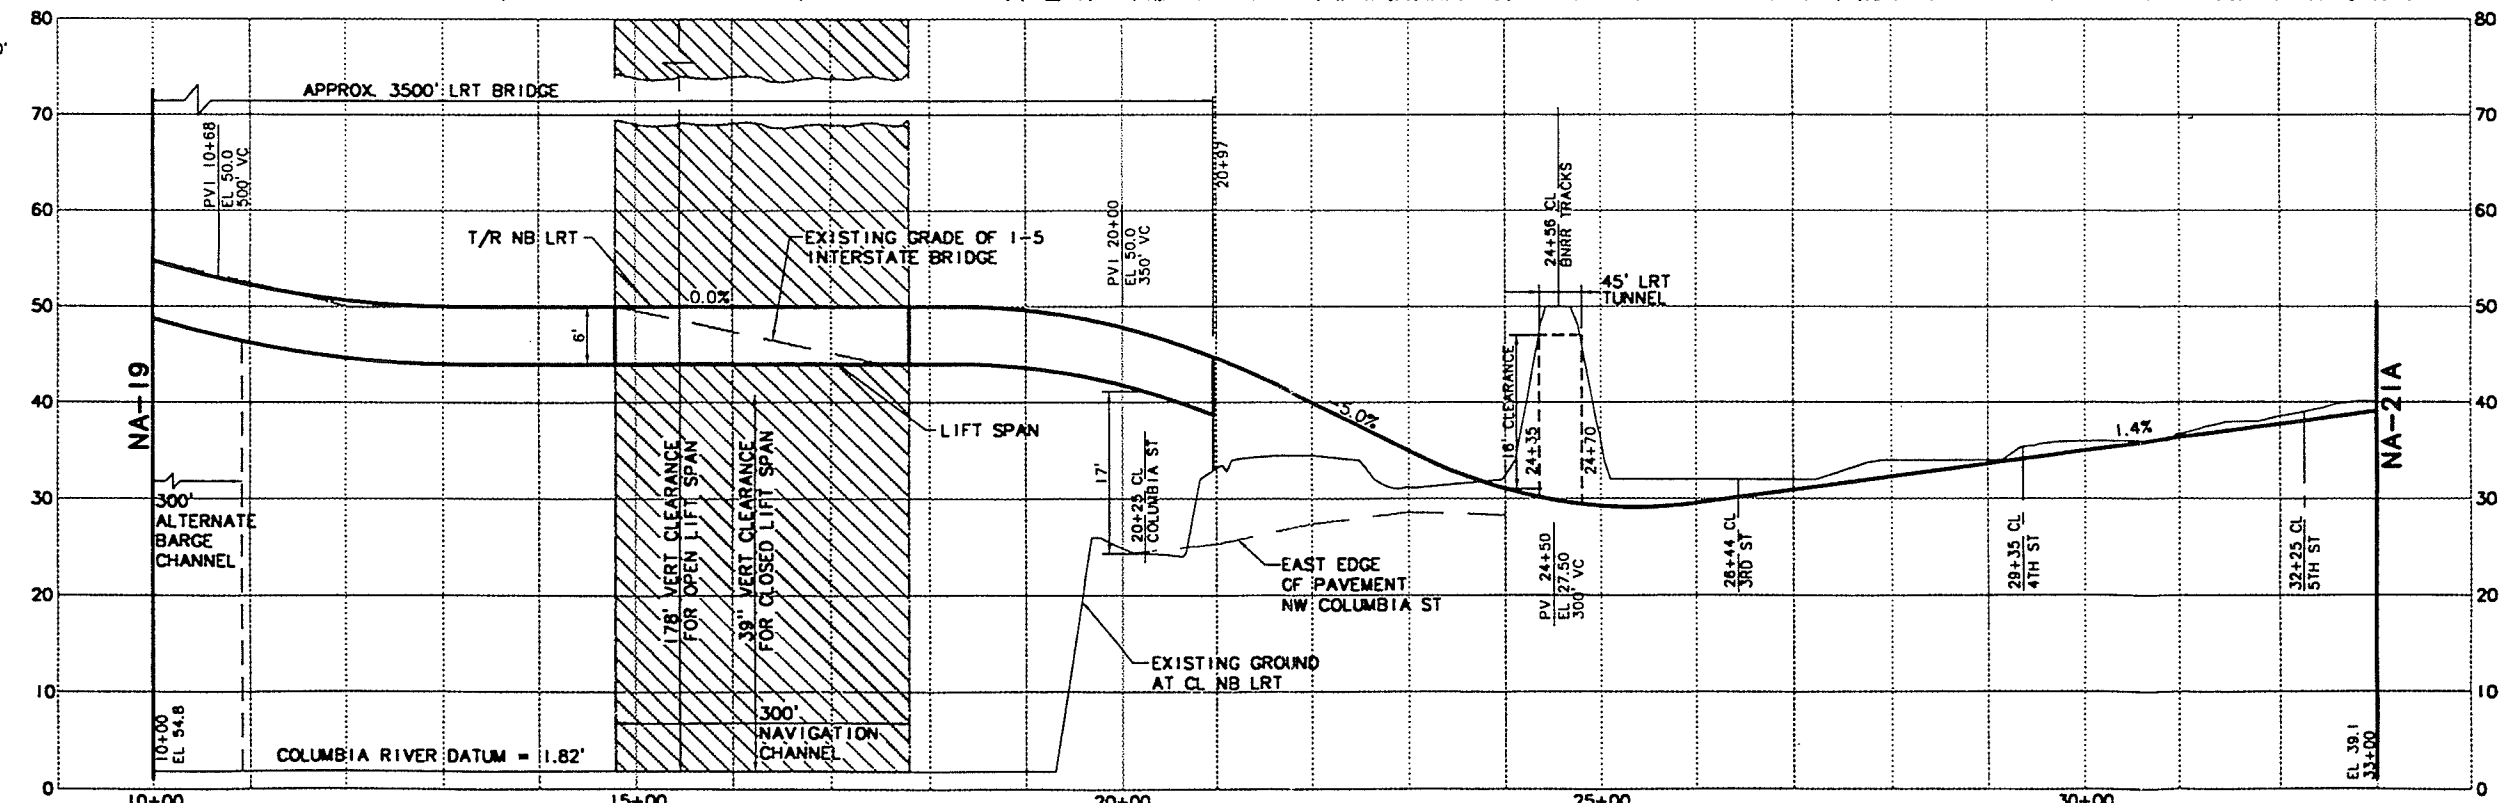 80
80
APPROX. 3500' LRT BRIDGE
70
70
PVI 10+68
EL 50.0
500' VC
20+97
PVI 20+00
EL 50.0
350' VC
24+56 CL
BNRR TRACKS
60
60
T/R NB LRT
EXISTING GRADE OF I-5
INTERSTATE BRIDGE
45' LRT
TUNNEL
50
50
0.0%
6'
NA-19
40
40
-5.0%
18' CLEARANCE
24+35
24+70
1.4%
NA-21A
LIFT SPAN
178' VERT CLEARANCE
FOR OPEN LIFT SPAN
39' VERT CLEARANCE
FOR CLOSED LIFT SPAN
17'
20+25 CL
COLUMBIA ST
30
30
300'
ALTERNATE
BARGE
CHANNEL
EAST EDGE
OF PAVEMENT
NW COLUMBIA ST
PVI 24+50
EL 27.50
300' VC
26+44 CL
3RD ST
29+35 CL
4TH ST
32+25 CL
5TH ST
20
20
EXISTING GROUND
AT CL NB LRT
10
10
10+00
EL 54.8
300'
NAVIGATION
CHANNEL
COLUMBIA RIVER DATUM = 1.82'
EL 39.1
33+00
0
0
10+00
15+00
20+00
25+00
30+00